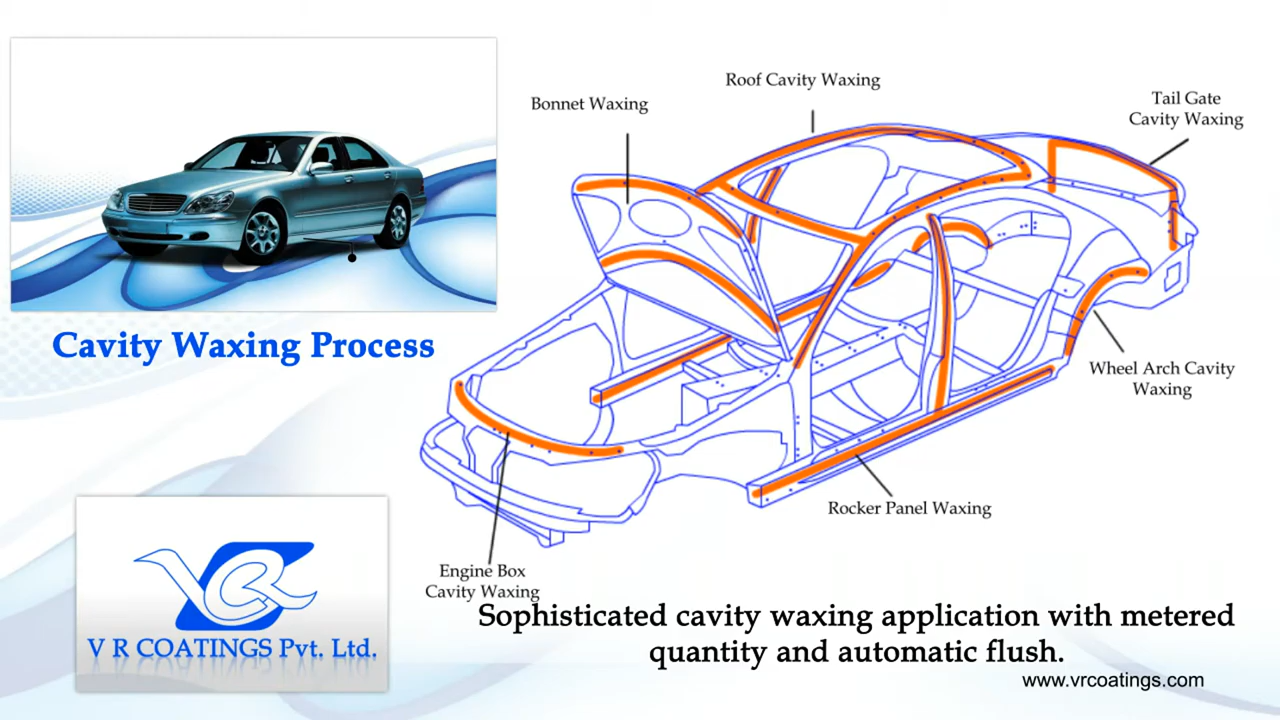 Roof Cavity Waxing
Bonnet Waxing
Tail Gate
Cavity Waxing
Cavity Waxing Process
Wheel Arch Cavity
Waxing
Rocker Panel Waxing
Engine Box
Cavity Waxing
V R COATINGS Pvt. Ltd.
Sophisticated cavity waxing application with metered
quantity and automatic flush.
www.vrcoatings.com